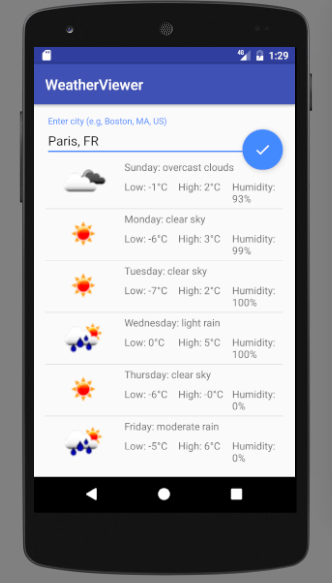 4G 1:29
WeatherViewer
Enter city (e.g, Boston, MA, US)
Paris, FR
Sunday: overcast clouds
Low: -1°C High: 2°C Humidity:
93%
Monday: clear sky
Low: -6°C High: 3°C Humidity:
99%
Tuesday: clear sky
Low: -7°C High: 2°C Humidity:
100%
Wednesday: light rain
Low: 0°C High: 5°C Humidity:
100%
Thursday: clear sky
Low: -6°C High: -0°C Humidity:
0%
Friday: moderate rain
Low: -5°C High: 6°C Humidity:
0%